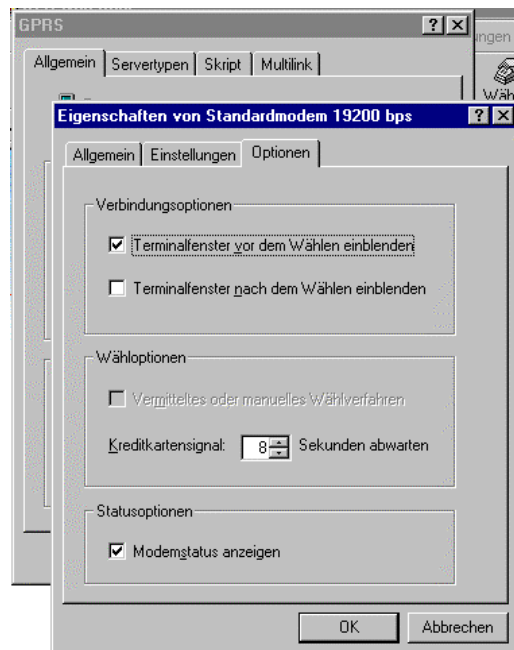 GPRS
ngen
Allgemein Servertypen Skript Multilink
Wäh
Eigenschaften von Standardmodem 19200 bps
Allgemein Einstellungen Optionen
Verbindungsoptionen
Terminalfenster vor dem Wählen einblenden
Terminalfenster nach dem Wählen einblenden
Wähloptionen
Vermitteltes oder manuelles Wählverfahren
Kreditkartensignal: 8 Sekunden abwarten
Statusoptionen
Modemstatus anzeigen
OK Abbrechen